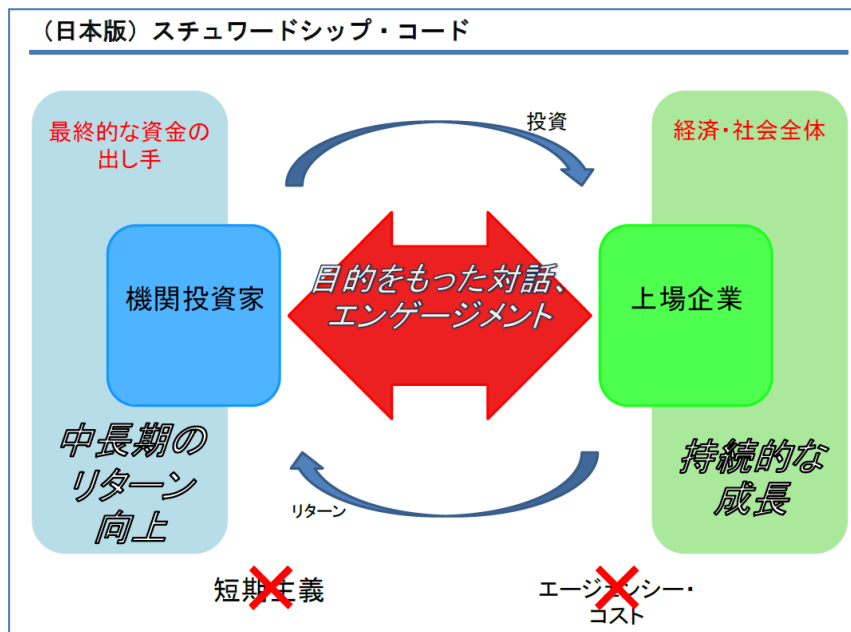 （日本版）スチュワードシップ・コード
最終的な資金の
出し手
投資
経済・社会全体
機関投資家
目的をもった対話、
エンゲージメント
上場企業
中長期の
リターン
向上
リターン
持続的な
成長
短期主義
エージェンシー・
コスト